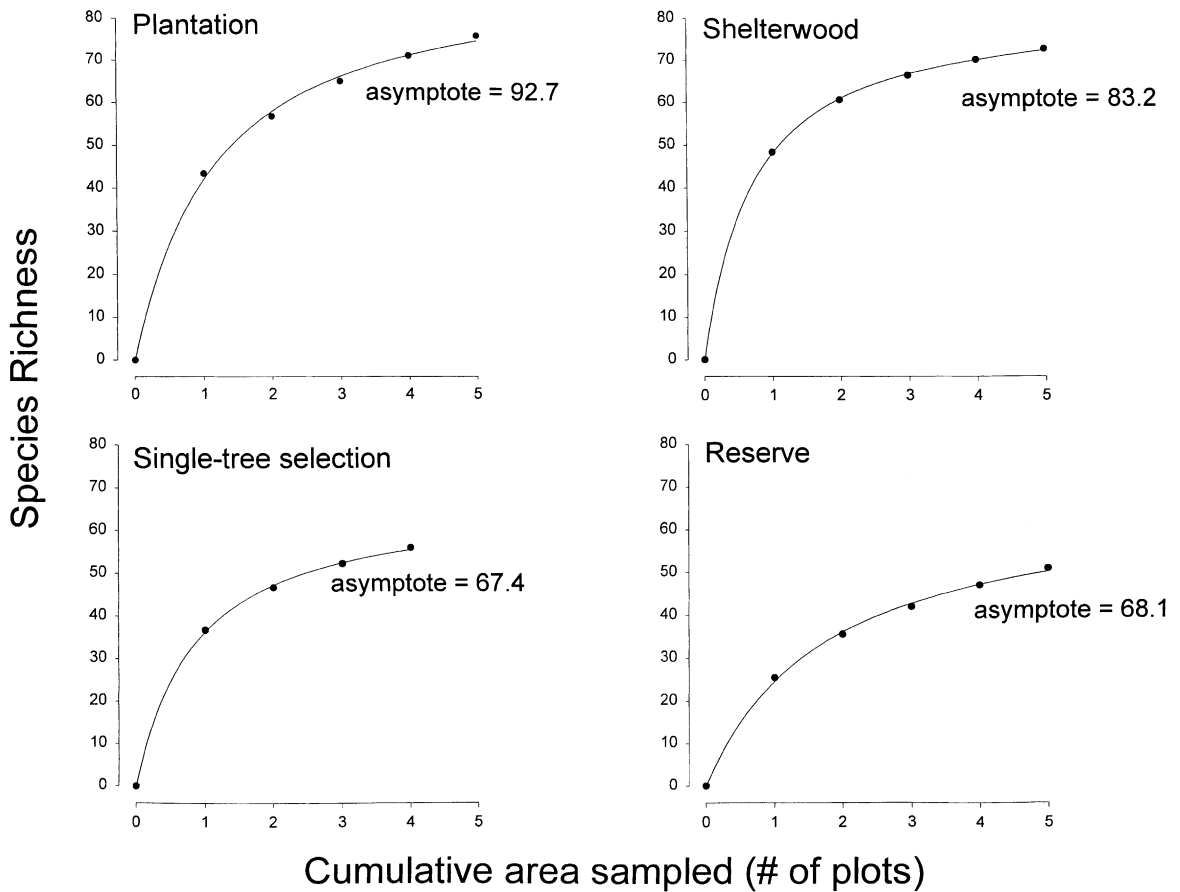 Plantation
80
70
60
50
40
30
20
10
0
asymptote = 92.7
0 1 2 3 4 5
Shelterwood
80
70
60
50
40
30
20
10
0
asymptote = 83.2
0 1 2 3 4 5
Species Richness
Single-tree selection
80
70
60
50
40
30
20
10
0
asymptote = 67.4
0 1 2 3 4 5
Reserve
80
70
60
50
40
30
20
10
0
asymptote = 68.1
0 1 2 3 4 5
Cumulative area sampled (# of plots)